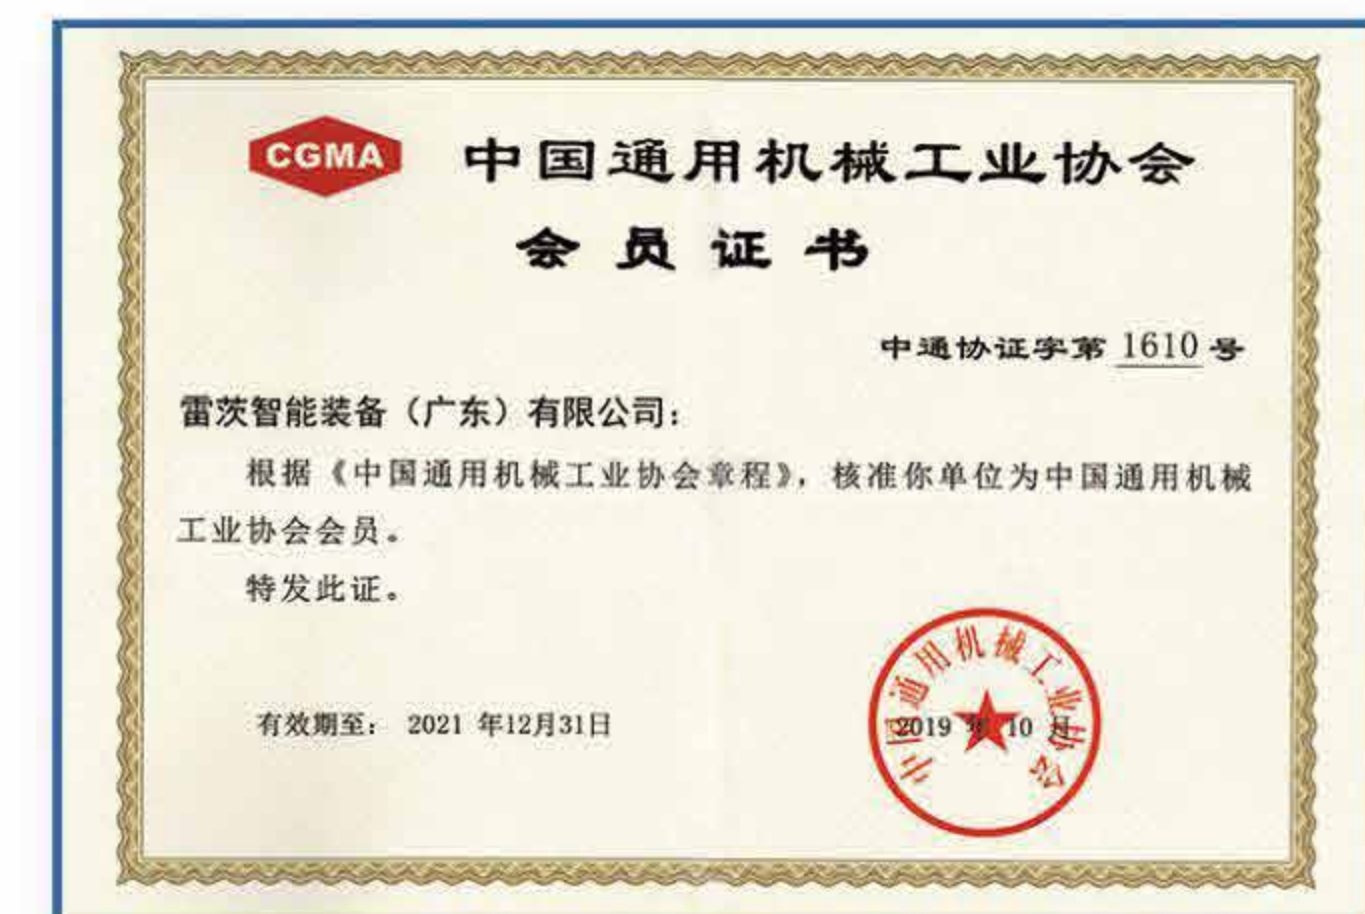 CGMA
中国通用机械工业协会
会员证书
中通协证字第 1610 号
雷茨智能装备（广东）有限公司：
根据《中国通用机械工业协会章程》，核准你单位为中国通用机械
工业协会会员。
特发此证。
中国通用机械工业协会
有效期至： 2021 年12月31日
2019 年 10 月